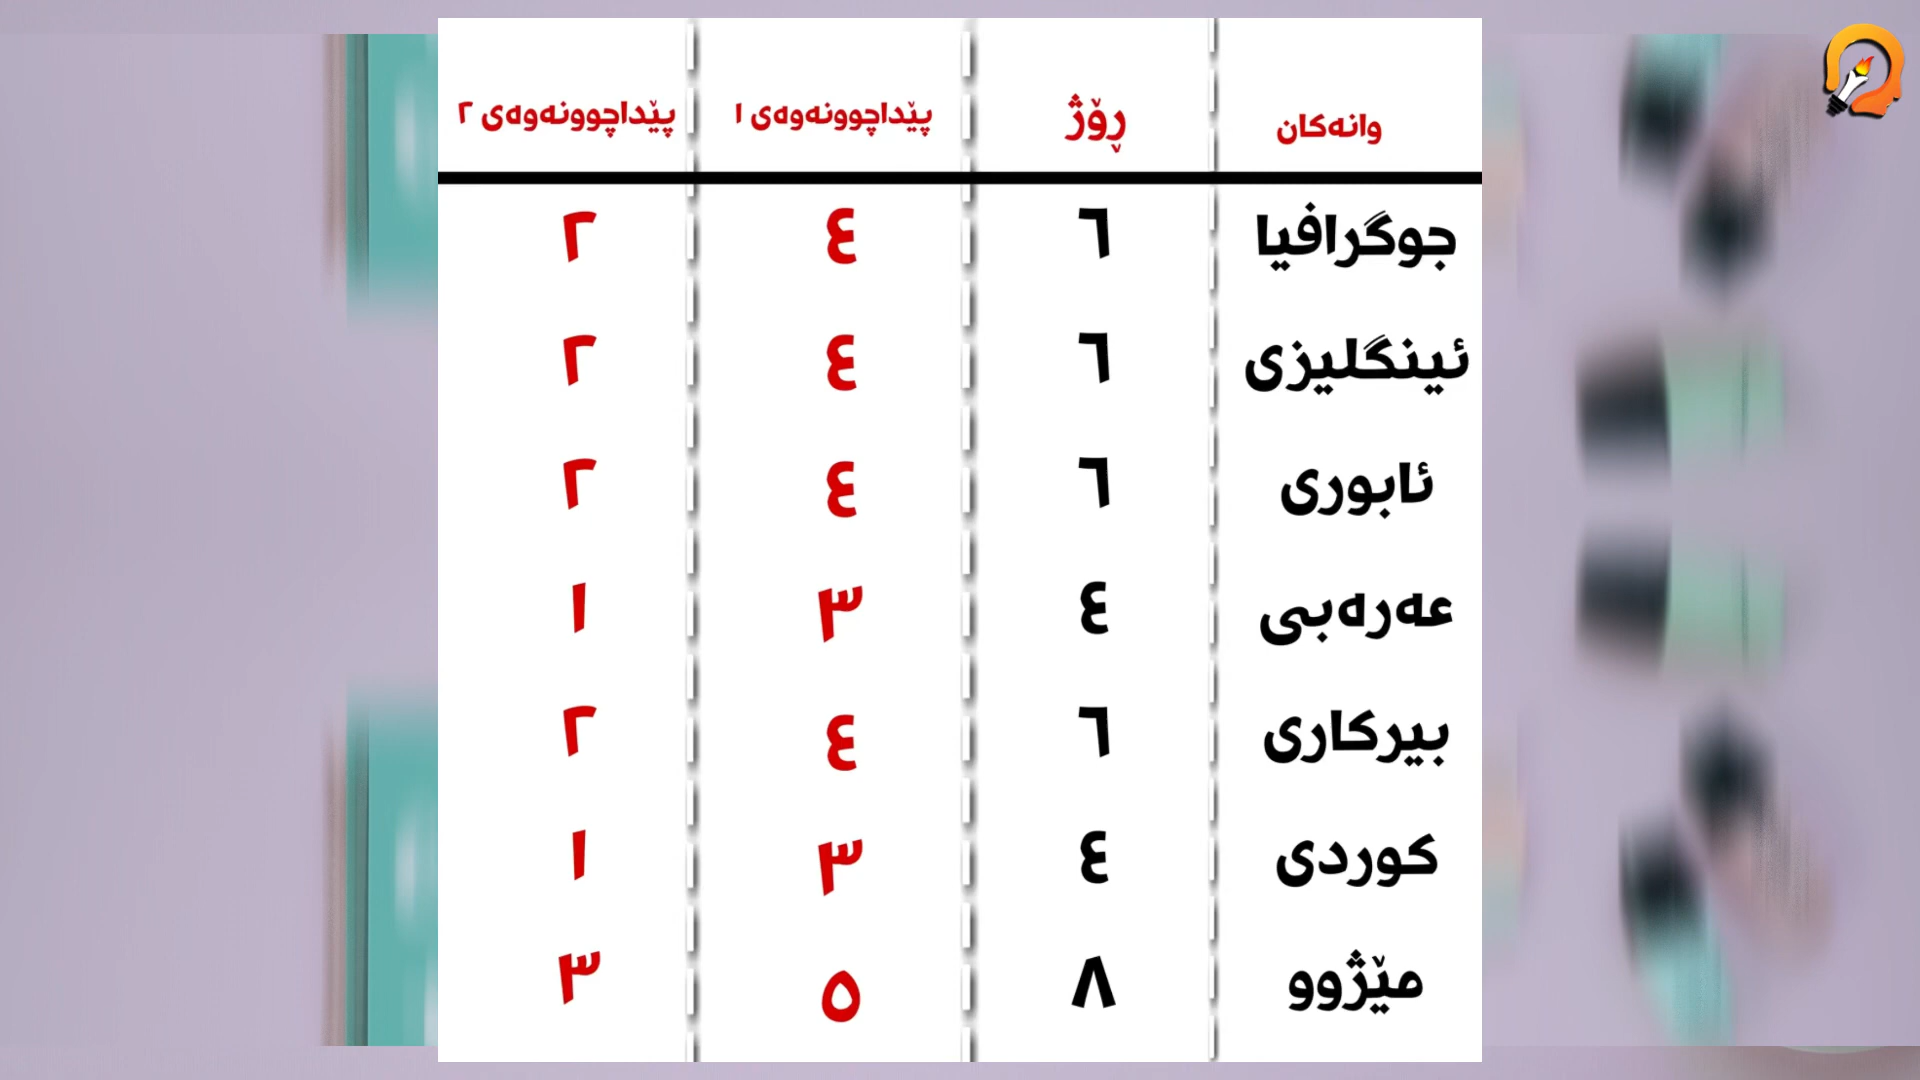 وانەکان ڕۆژ پێداچوونەوەی ١ پێداچوونەوەی ٢
جوگرافیا ٦ ٤ ٢
ئینگلیزی ٦ ٤ ٢
ئابوری ٦ ٤ ٢
عەرەبی ٤ ٣ ١
بیرکاری ٦ ٤ ٢
کوردی ٤ ٣ ١
مێژوو ٨ ٥ ٣